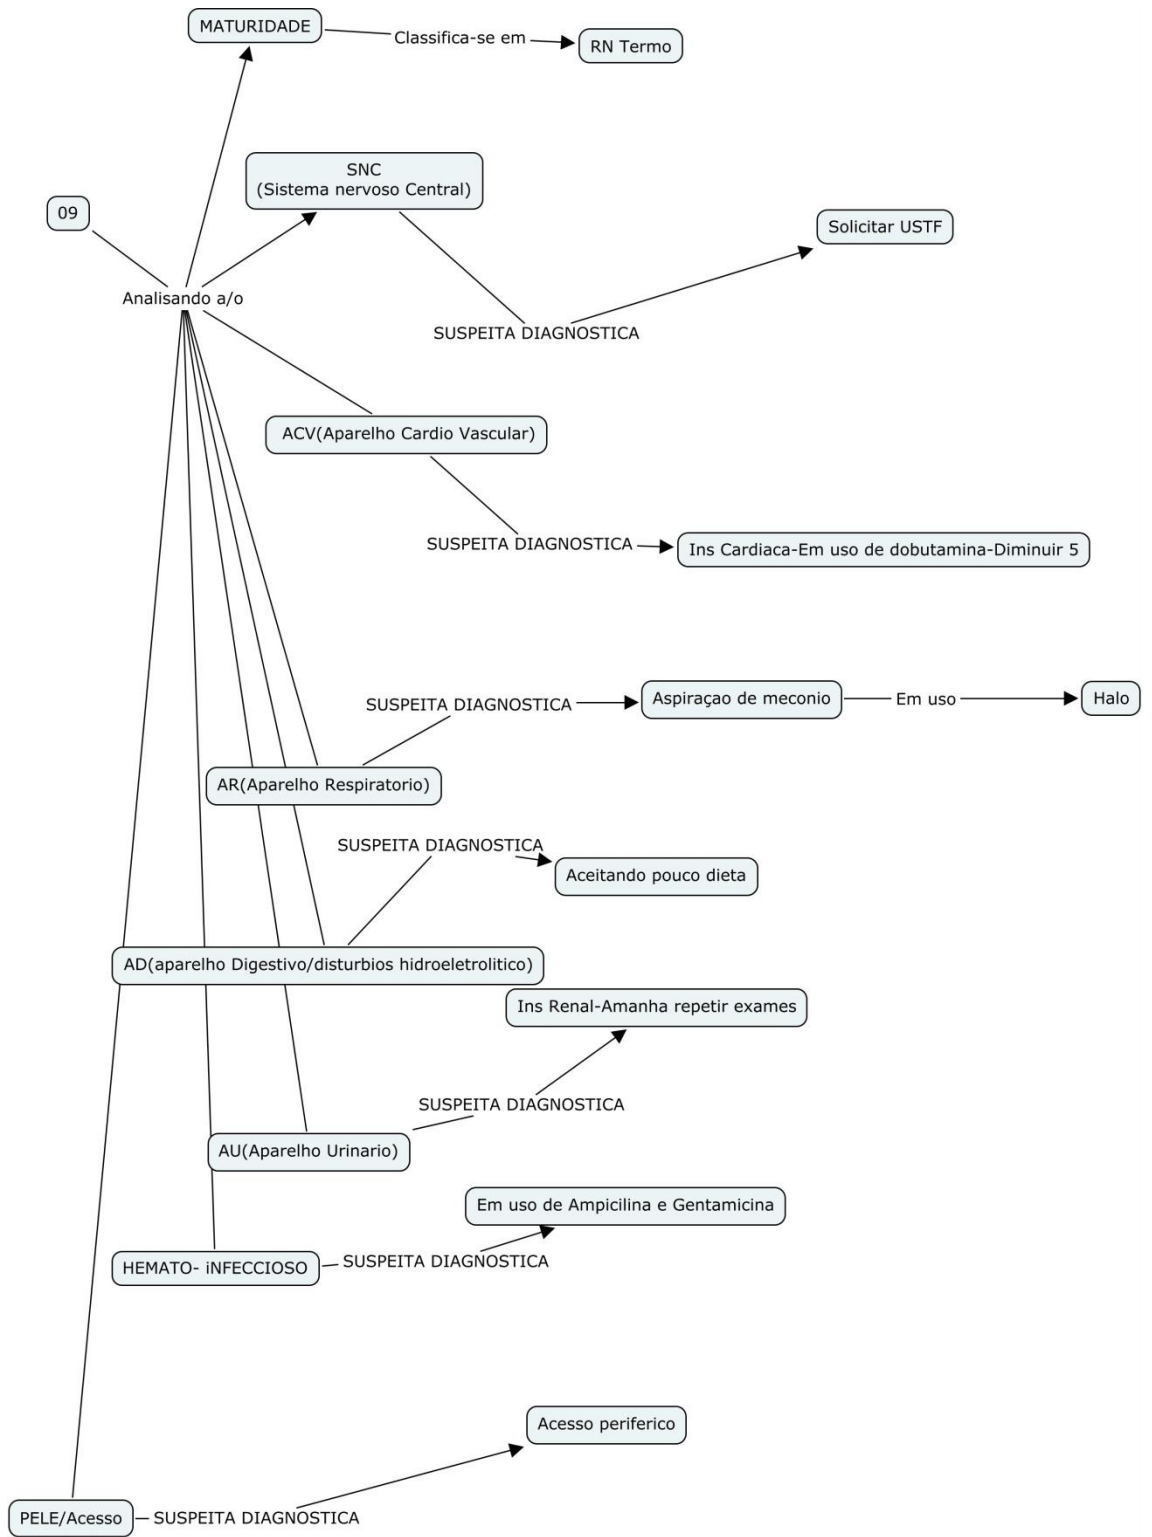 MATURIDADE
Classifica-se em
RN Termo
SNC
(Sistema nervoso Central)
09
Solicitar USTF
Analisando a/o
SUSPEITA DIAGNOSTICA
ACV(Aparelho Cardio Vascular)
SUSPEITA DIAGNOSTICA
Ins Cardiaca-Em uso de dobutamina-Diminuir 5
SUSPEITA DIAGNOSTICA
Aspiraçao de meconio
Em uso
Halo
AR(Aparelho Respiratorio)
SUSPEITA DIAGNOSTICA
Aceitando pouco dieta
AD(aparelho Digestivo/disturbios hidroeletrolitico)
Ins Renal-Amanha repetir exames
SUSPEITA DIAGNOSTICA
AU(Aparelho Urinario)
Em uso de Ampicilina e Gentamicina
HEMATO- iNFECCIOSO
SUSPEITA DIAGNOSTICA
Acesso periferico
PELE/Acesso
SUSPEITA DIAGNOSTICA